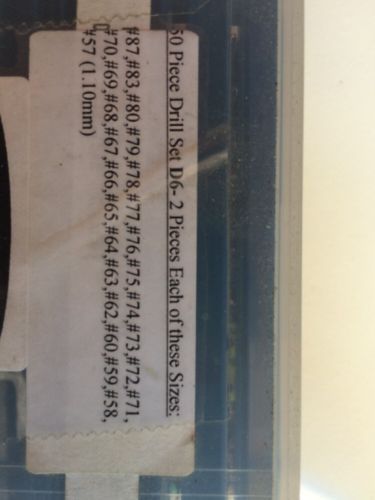 50 Piece Drill Set D6- 2 Pieces Each of these Sizes:
#87,#83,#80,#79,#78,#77,#76,#75,#74,#73,#72,#71,
#70,#69,#68,#67,#66,#65,#64,#63,#62,#60,#59,#58,
#57 (1.10mm)